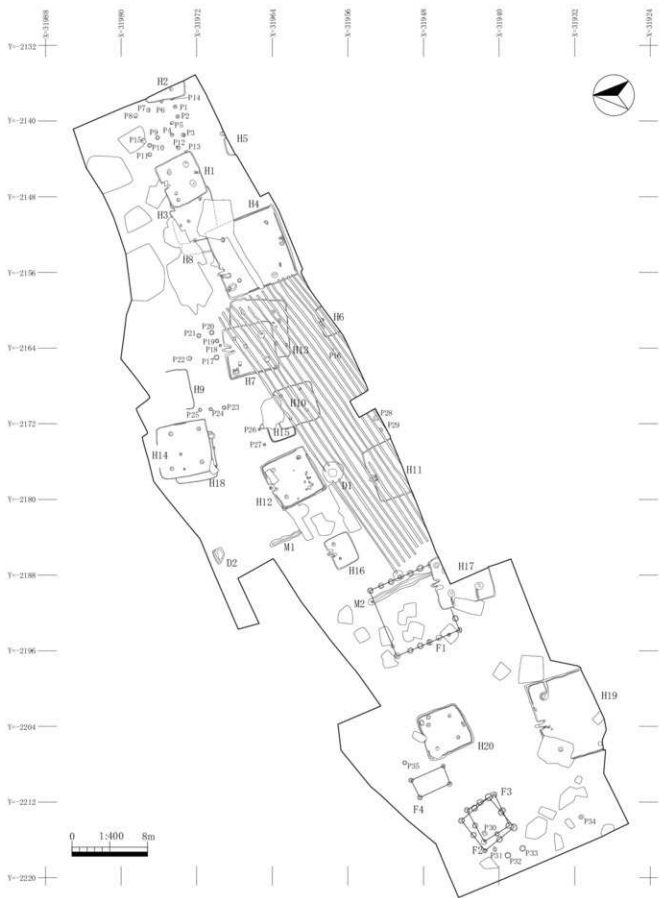 X=-31988
X=-31980
X=-31972
X=-31964
X=-31956
X=-31948
X=-31940
X=-31932
X=-31924
Y=-2132
Y=-2140
Y=-2148
Y=-2156
Y=-2164
Y=-2172
Y=-2180
Y=-2188
Y=-2196
Y=-2204
Y=-2212
Y=-2220
H2
P14
P7
P6
P1
P8
P2
P5
P4
P3
P9
P15
P10
P12
P11
P13
H5
H1
H3
H4
H8
H6
P20
P21
P19
P18
P16
P22
P17
H13
H7
H9
H10
P23
P24
P25
P28
P26
H15
P29
P27
H14
H11
H18
H12
D1
M1
D2
H16
H17
M2
F1
H19
H20
P35
F4
F3
P34
P36
F2
P31
P33
P32
0 1:400 8m